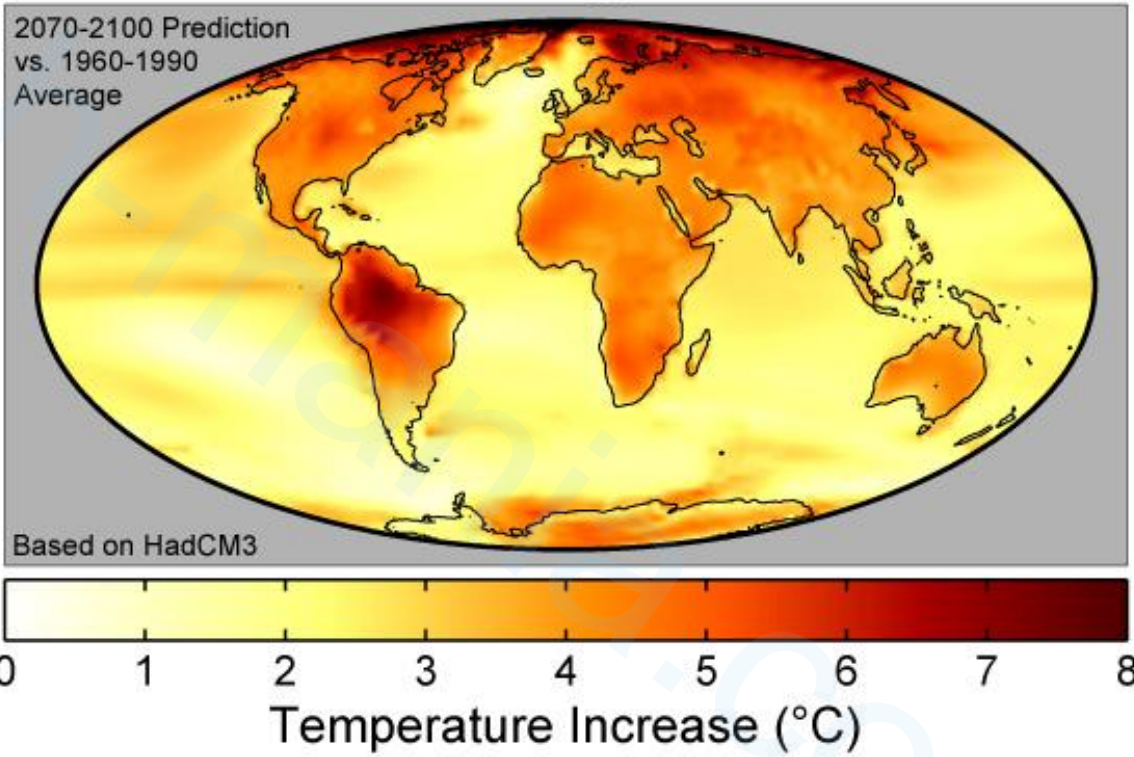 2070-2100 Prediction
vs. 1960-1990
Average
Based on HadCM3
0 1 2 3 4 5 6 7 8
Temperature Increase (°C)